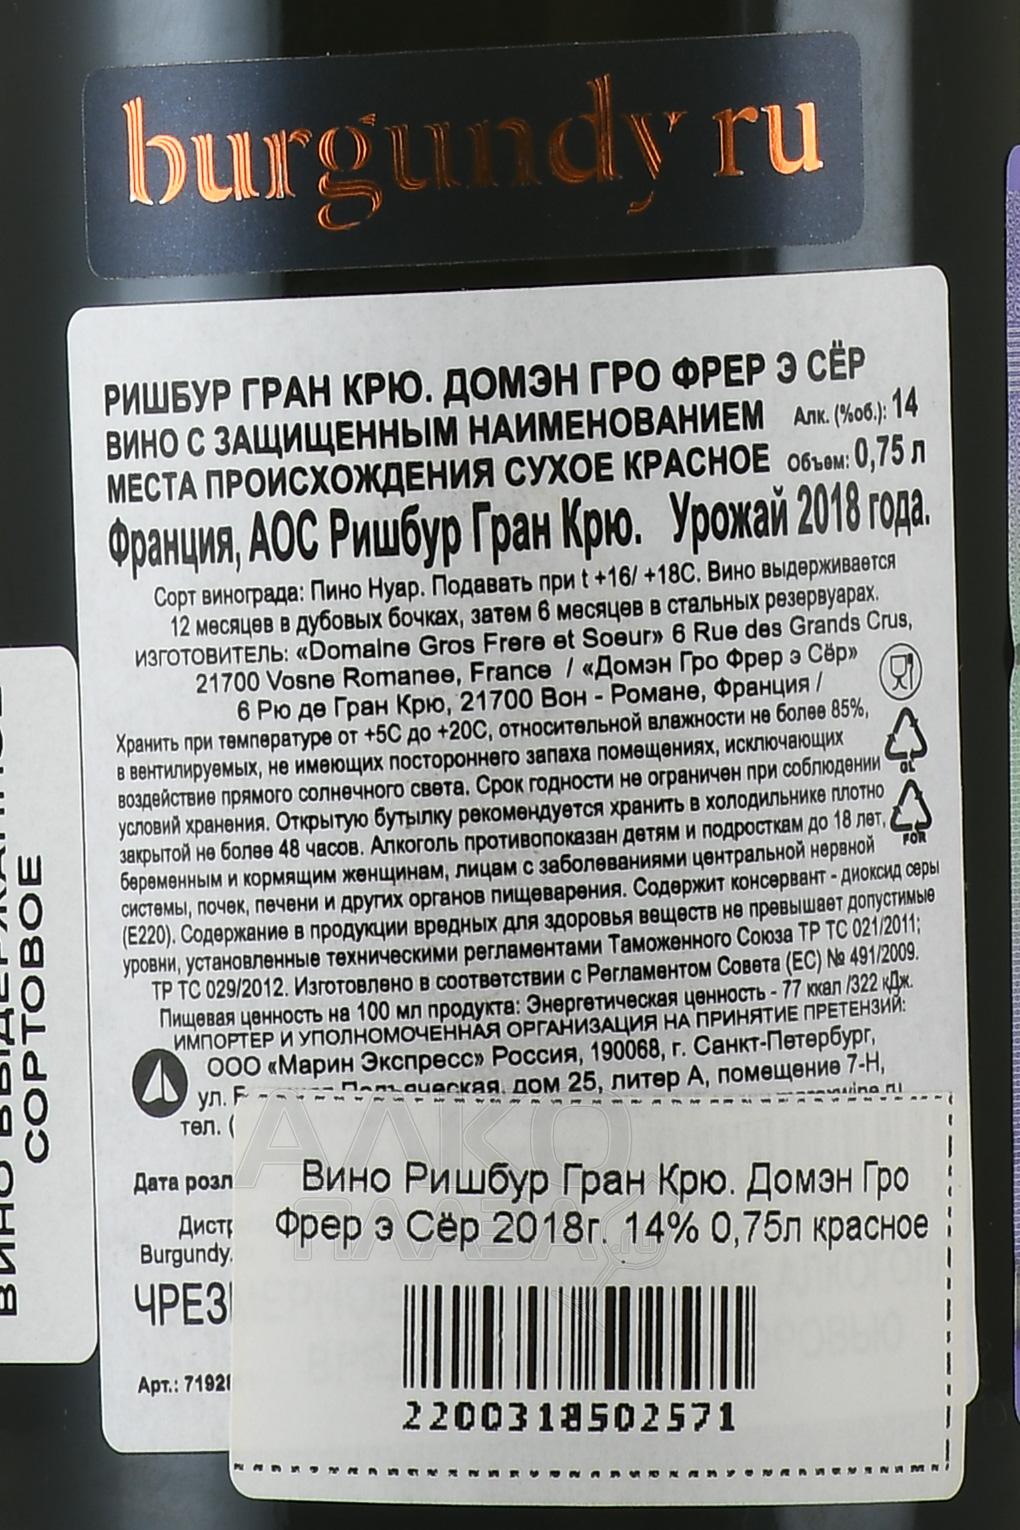 burgundy ru
РИШБУР ГРАН КРЮ. ДОМЭН ГРО ФРЕР Э СЁР
ВИНО С ЗАЩИЩЕННЫМ НАИМЕНОВАНИЕМ Алк. (%об.): 14
МЕСТА ПРОИСХОЖДЕНИЯ СУХОЕ КРАСНОЕ Объем: 0,75 л
Франция, АОС Ришбур Гран Крю. Урожай 2018 года.
Сорт винограда: Пино Нуар. Подавать при t +16/ +18С. Вино выдерживается
12 месяцев в дубовых бочках, затем 6 месяцев в стальных резервуарах.
ИЗГОТОВИТЕЛЬ: «Domaine Gros Frere et Soeur» 6 Rue des Grands Crus,
21700 Vosne Romanee, France / «Домэн Гро Фрер э Сёр»
6 Рю де Гран Крю, 21700 Вон - Романе, Франция /
Хранить при температуре от +5С до +20С, относительной влажности не более 85%,
в вентилируемых, не имеющих постороннего запаха помещениях, исключающих
воздействие прямого солнечного света. Срок годности не ограничен при соблюдении
условий хранения. Открытую бутылку рекомендуется хранить в холодильнике плотно
закрытой не более 48 часов. Алкоголь противопоказан детям и подросткам до 18 лет,
беременным и кормящим женщинам, лицам с заболеваниями центральной нервной
системы, почек, печени и других органов пищеварения. Содержит консервант - диоксид серы
(Е220). Содержание в продукции вредных для здоровья веществ не превышает допустимые
уровни, установленные техническими регламентами Таможенного Союза ТР ТС 021/2011;
ТР ТС 029/2012. Изготовлено в соответствии с Регламентом Совета (ЕС) № 491/2009.
Пищевая ценность на 100 мл продукта: Энергетическая ценность - 77 ккал /322 кДж.
ИМПОРТЕР И УПОЛНОМОЧЕННАЯ ОРГАНИЗАЦИЯ НА ПРИНЯТИЕ ПРЕТЕНЗИЙ:
ООО «Марин Экспресс» Россия, 190068, г. Санкт-Петербург,
ул. дом 25, литер А, помещение 7-Н,
тел. (
Дата розл
Дистр
Burgundy.
ЧРЕЗ
Арт.: 7192
GL
FOR
СОРТОВОЕ
АЛКО
ПЛАЗА.ru
Вино Ришбур Гран Крю. Домэн Гро
Фрер э Сёр 2018г. 14% 0,75л красное
2200318502571